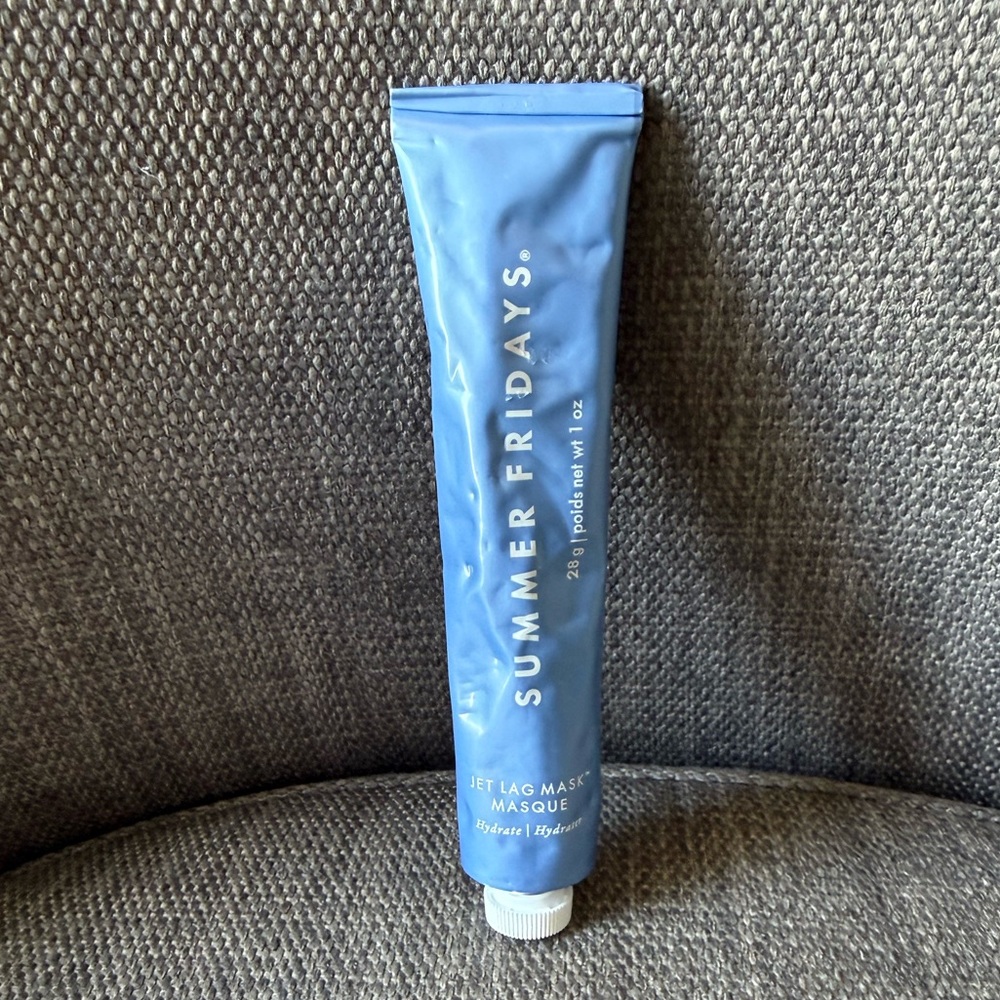 SUMMER FRIDAYS®
28 g | poids net wt 1 oz
JET LAG MASK™
MASQUE
Hydrate | Hydrater